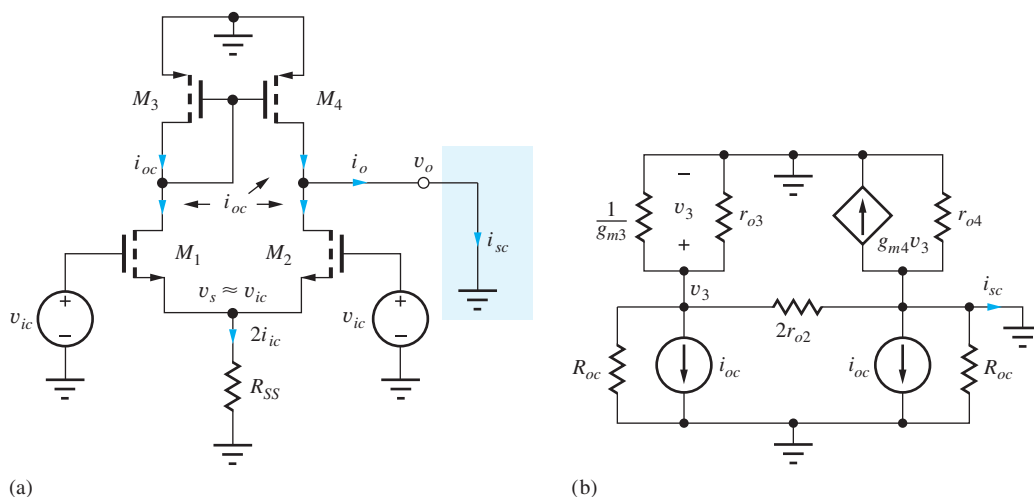 M3
M4
ioc
io
vo
ioc
isc
M1
M2
vs ≈ vic
vic
vic
2iic
RSS
(a)
1/gm3
−
v3
+
ro3
gm4v3
ro4
v3
2ro2
isc
Roc
ioc
ioc
Roc
(b)
+
−
+
−